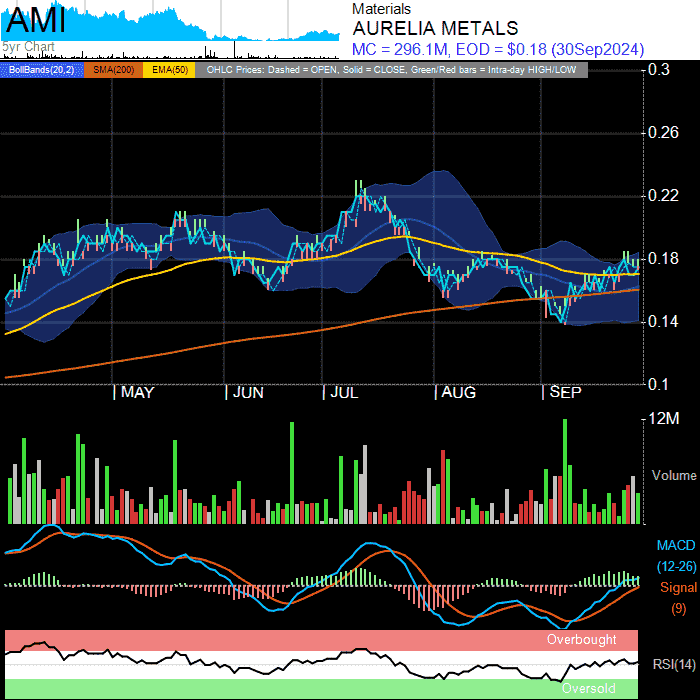 AMI
5yr Chart
Materials
AURELIA METALS
MC = 296.1M, EOD = $0.18 (30Sep2024)
BollBands(20,2) SMA(200) EMA(50) OHLC Prices: Dashed = OPEN, Solid = CLOSE, Green/Red bars = Intra-day HIGH/LOW
0.3
0.26
0.22
0.18
0.14
0.1
MAY JUN JUL AUG SEP
12M
Volume
MACD
(12-26)
Signal
(9)
Overbought
RSI(14)
Oversold